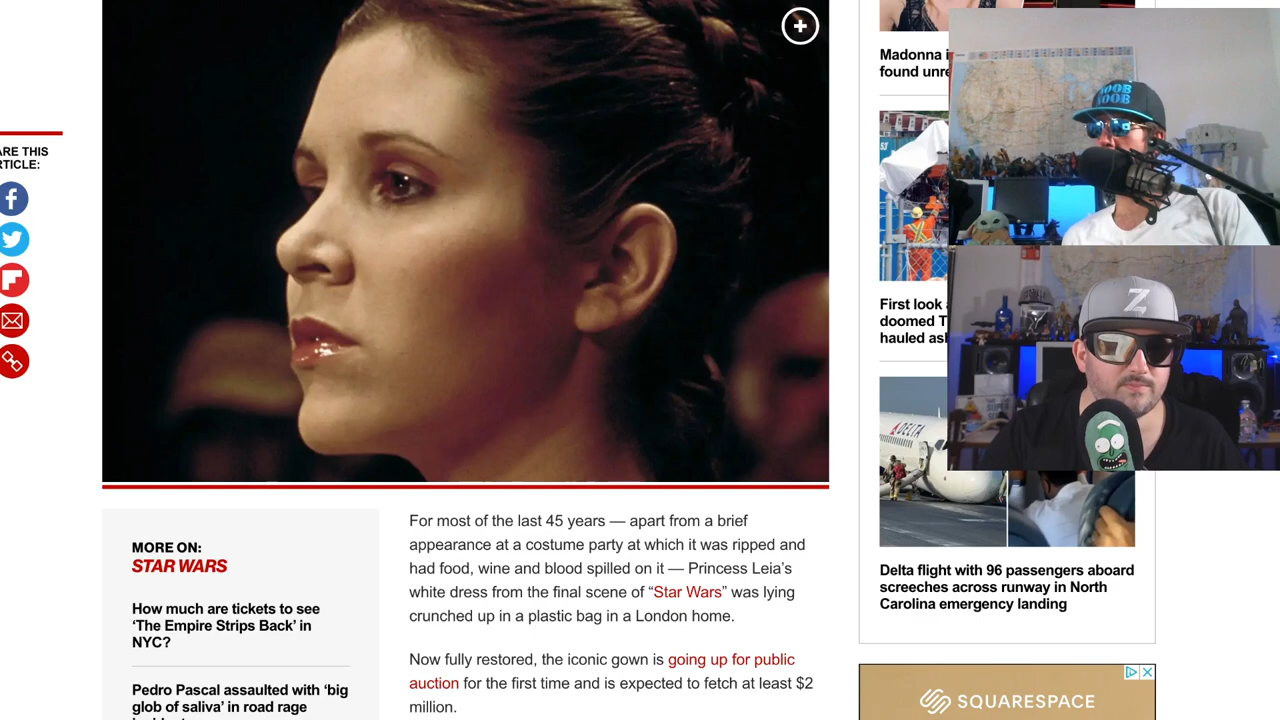 ARE THIS
RTICLE:
MORE ON:
STAR WARS
How much are tickets to see
‘The Empire Strips Back’ in
NYC?
Pedro Pascal assaulted with ‘big
glob of saliva’ in road rage
For most of the last 45 years — apart from a brief
appearance at a costume party at which it was ripped and
had food, wine and blood spilled on it — Princess Leia’s
white dress from the final scene of “Star Wars” was lying
crunched up in a plastic bag in a London home.
Now fully restored, the iconic gown is going up for public
auction for the first time and is expected to fetch at least $2
million.
Madonna i
found unre
First look
doomed T
hauled as
DELTA
Delta flight with 96 passengers aboard
screeches across runway in North
Carolina emergency landing
SQUARESPACE
NOOB
NOOB
Z